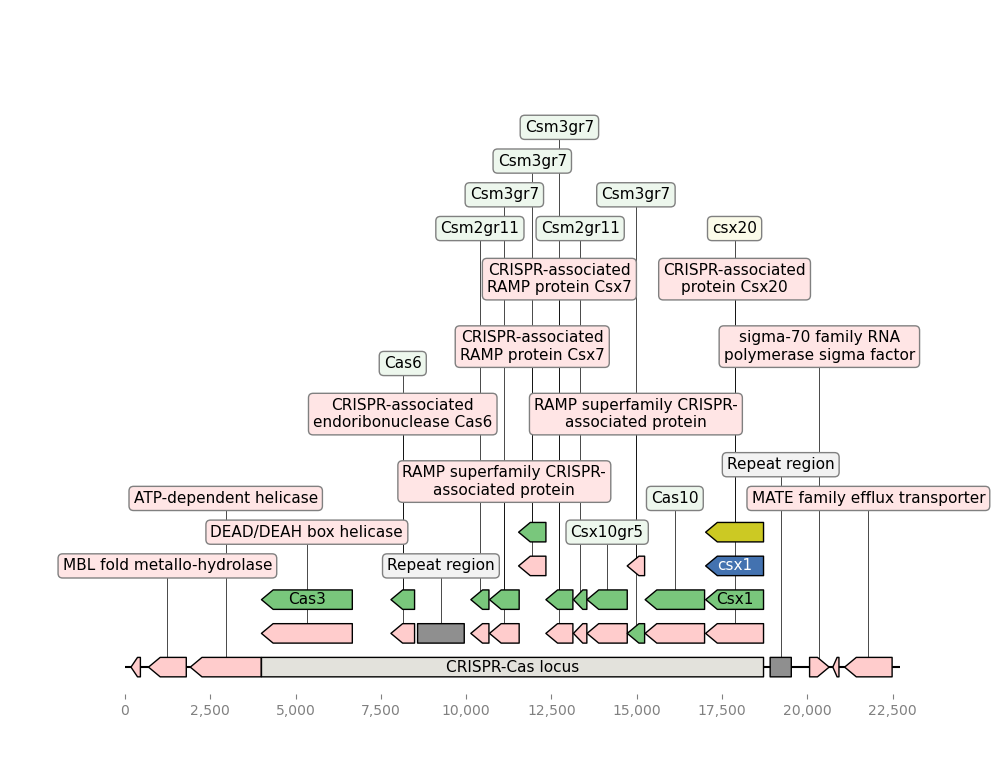 Csm3gr7
Csm3gr7
Csm3gr7
Csm3gr7
Csm2gr11
Csm2gr11
csx20
CRISPR-associated
RAMP protein Csx7
CRISPR-associated
protein Csx20
CRISPR-associated
RAMP protein Csx7
sigma-70 family RNA
polymerase sigma factor
Cas6
CRISPR-associated
endoribonuclease Cas6
RAMP superfamily CRISPR-
associated protein
RAMP superfamily CRISPR-
associated protein
Repeat region
ATP-dependent helicase
Cas10
MATE family efflux transporter
DEAD/DEAH box helicase
Csx10gr5
MBL fold metallo-hydrolase
Repeat region
csx1
Cas3
Csx1
CRISPR-Cas locus
0
2,500
5,000
7,500
10,000
12,500
15,000
17,500
20,000
22,500